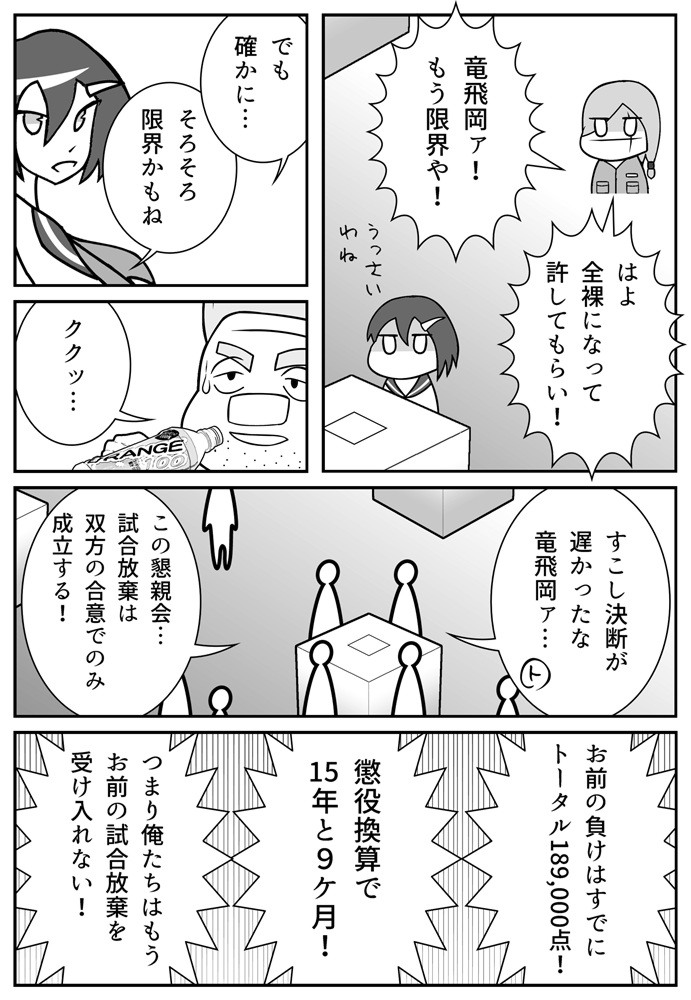 竜飛岡ァ！
もう限界や！
はよ
全裸になって
許してもらい！
うっさい
わね
でも
確かに…
そろそろ
限界かもね
ククッ…
ORANGE
100
すこし決断が
遅かったな
竜飛岡ァ…
ト
この懇親会…
試合放棄は
双方の合意でのみ
成立する！
お前の負けはすでに
トータル189,000点！
懲役換算で
15年と9ケ月！
つまり俺たちはもう
お前の試合放棄を
受け入れない！